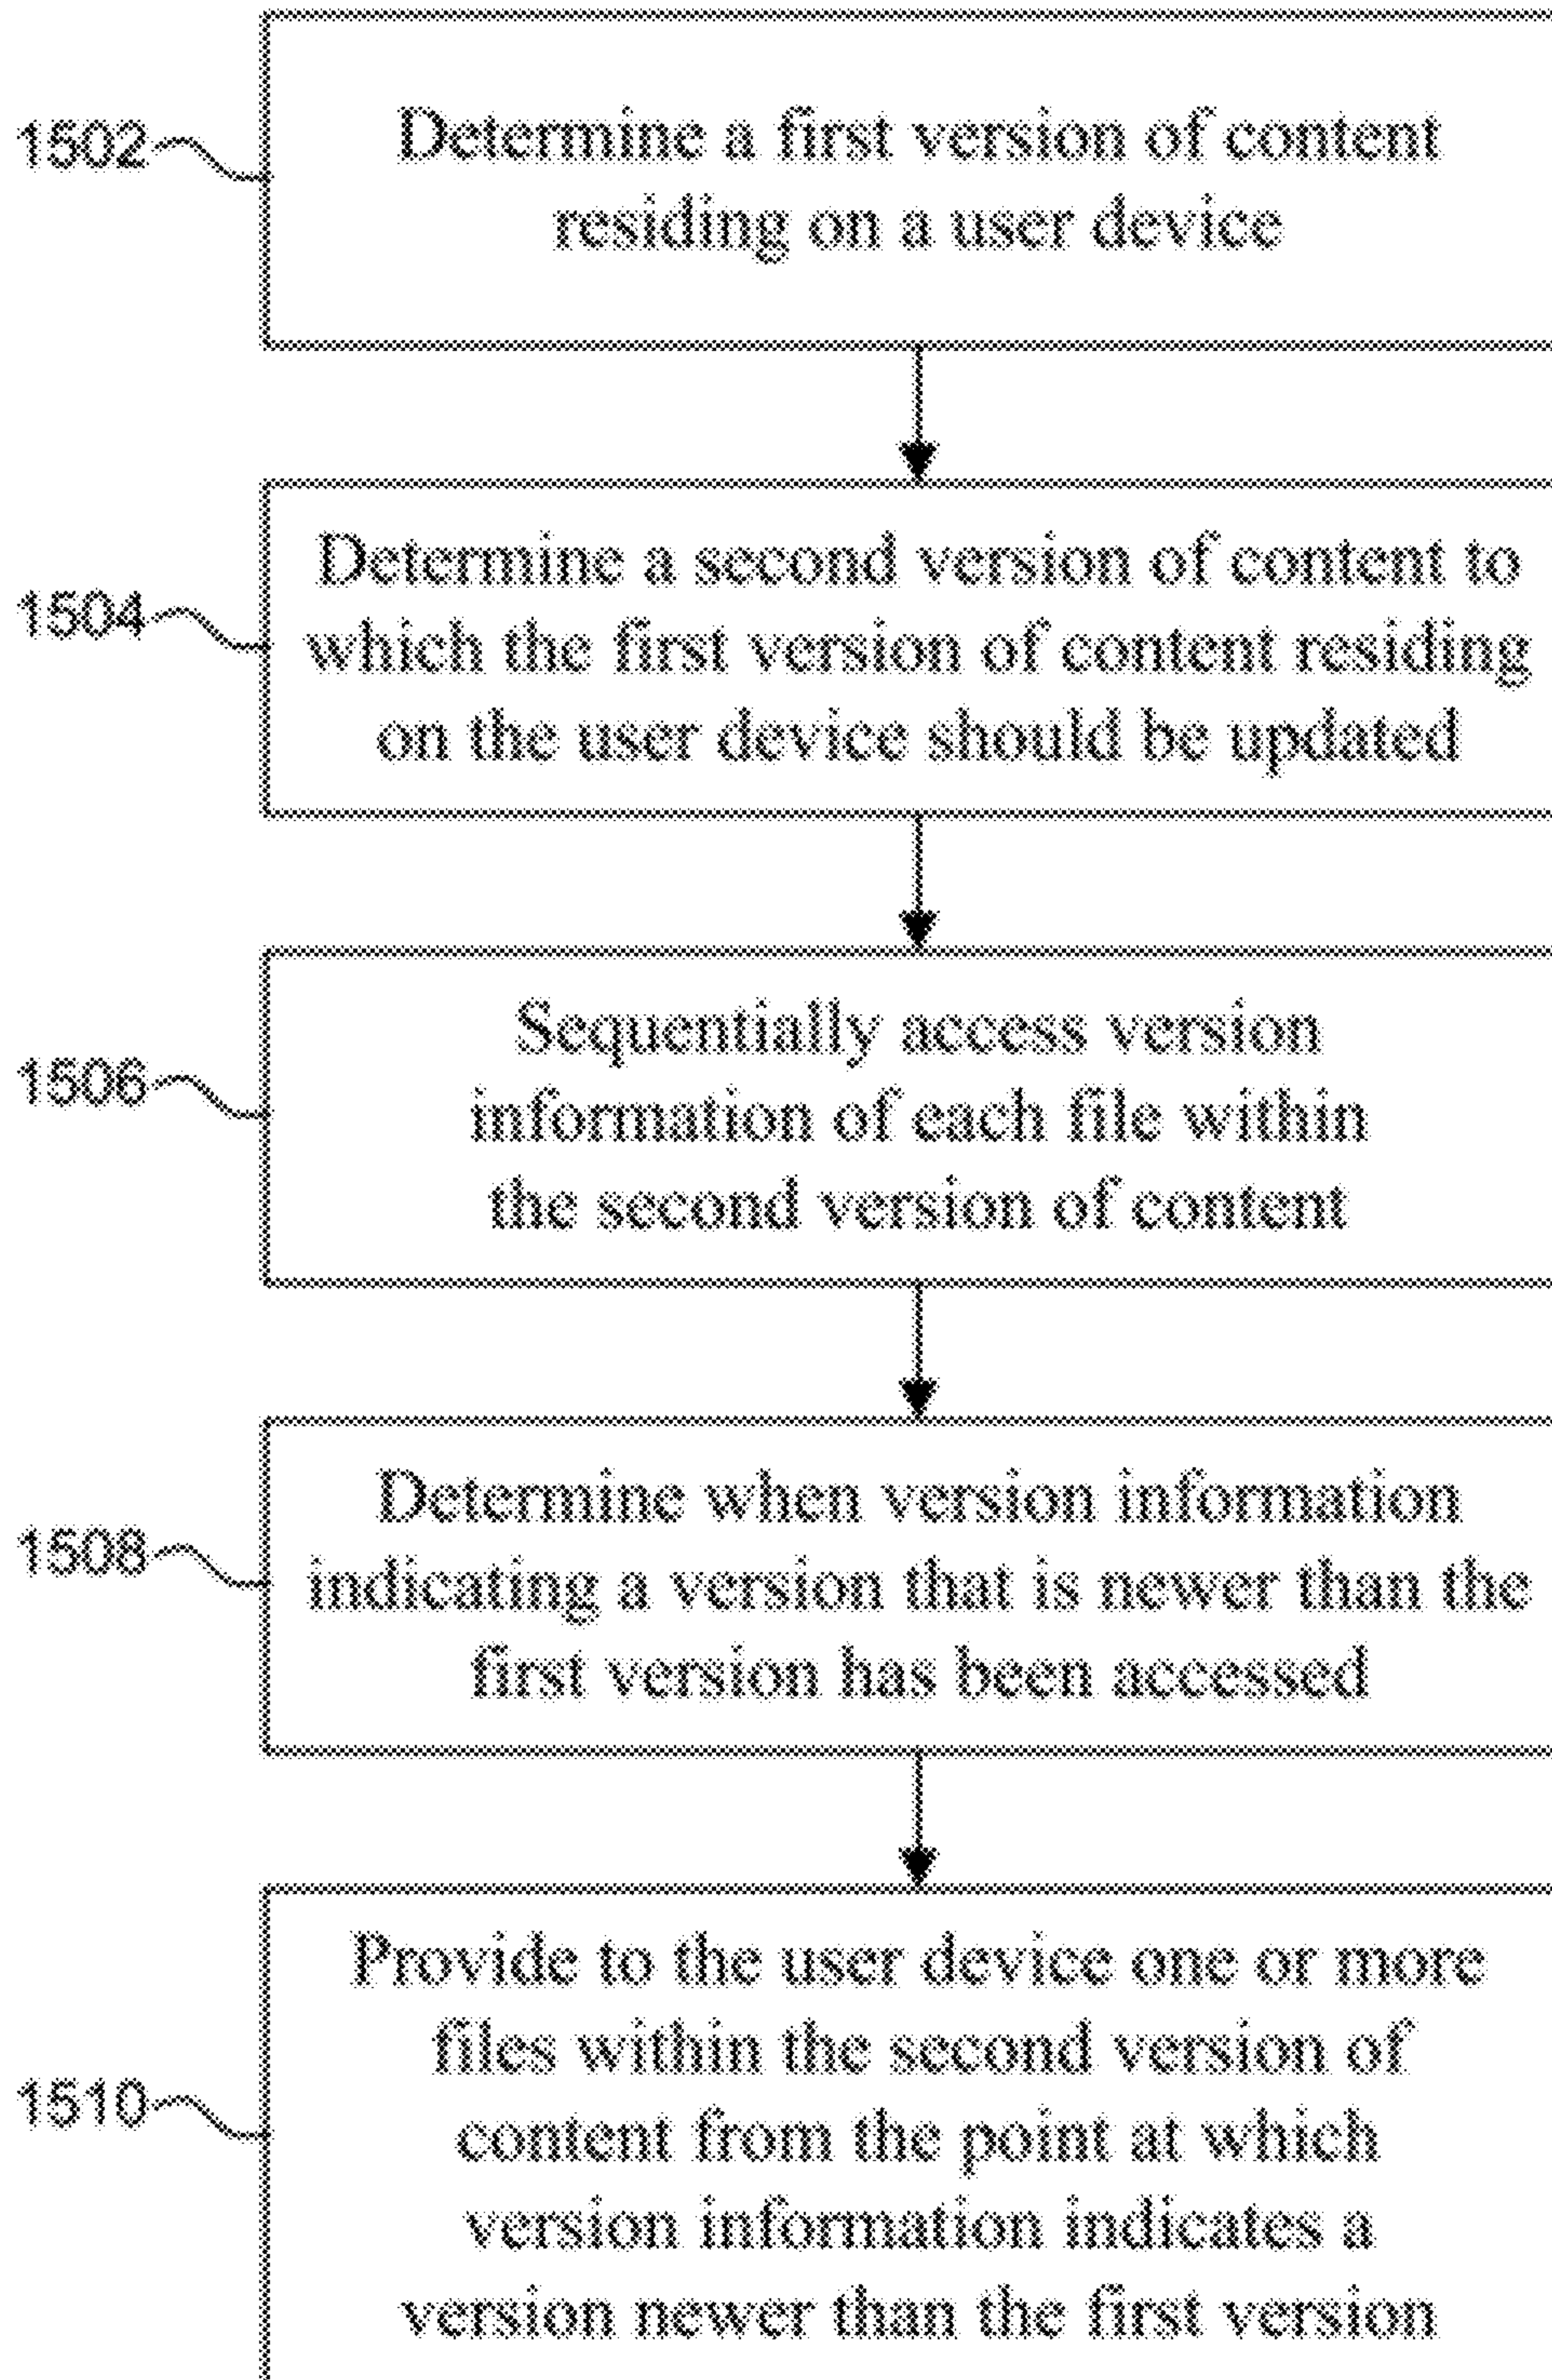 1502
Determine a first version of content
residing on a user device
1504
Determine a second version of content to
which the first version of content residing
on the user device should be updated
1506
Sequentially access version
information of each file within
the second version of content
1508
Determine when version information
indicating a version that is newer than the
first version has been accessed
1510
Provide to the user device one or more
files within the second version of
content from the point at which
version information indicates a
version newer than the first version